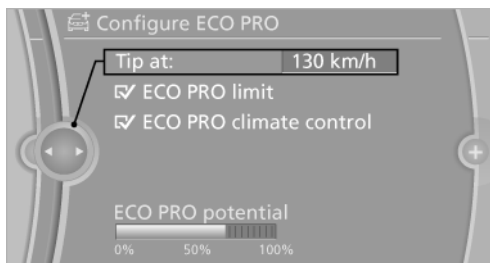 Configure ECO PRO
Tip at: 130 km/h
ECO PRO limit
ECO PRO climate control
ECO PRO potential
0% 50% 100%